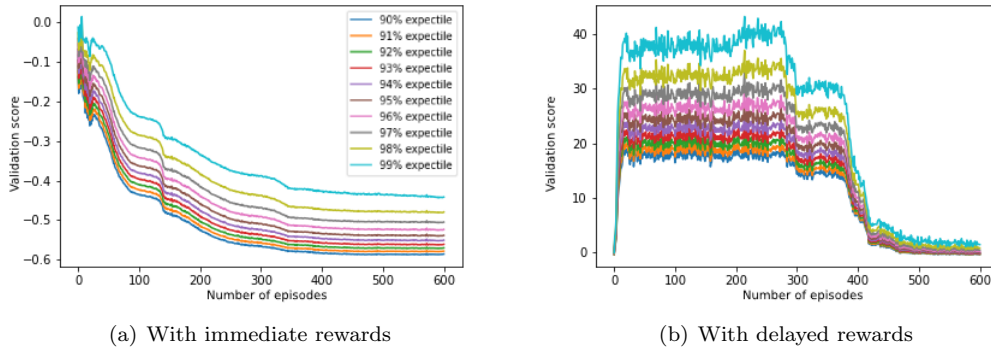 0.0
−0.1
−0.2
−0.3
−0.4
−0.5
−0.6
Validation score
0 100 200 300 400 500 600
Number of episodes
90% expectile
91% expectile
92% expectile
93% expectile
94% expectile
95% expectile
96% expectile
97% expectile
98% expectile
99% expectile
(a) With immediate rewards
40
30
20
10
0
Validation score
0 100 200 300 400 500 600
Number of episodes
(b) With delayed rewards